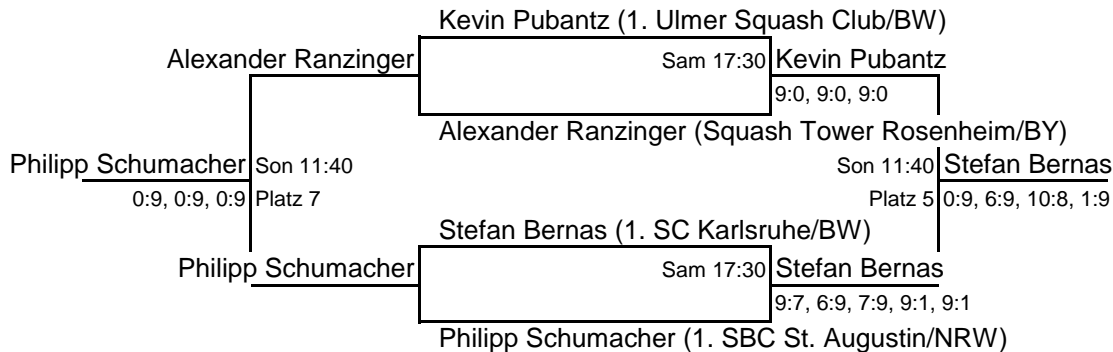 Kevin Pubantz (1. Ulmer Squash Club/BW)
Alexander Ranzinger Sam 17:30 Kevin Pubantz
9:0, 9:0, 9:0
Alexander Ranzinger (Squash Tower Rosenheim/BY)
Philipp Schumacher Son 11:40 Son 11:40 Stefan Bernas
0:9, 0:9, 0:9 Platz 7 Platz 5 0:9, 6:9, 10:8, 1:9
Stefan Bernas (1. SC Karlsruhe/BW)
Philipp Schumacher Sam 17:30 Stefan Bernas
9:7, 6:9, 7:9, 9:1, 9:1
Philipp Schumacher (1. SBC St. Augustin/NRW)